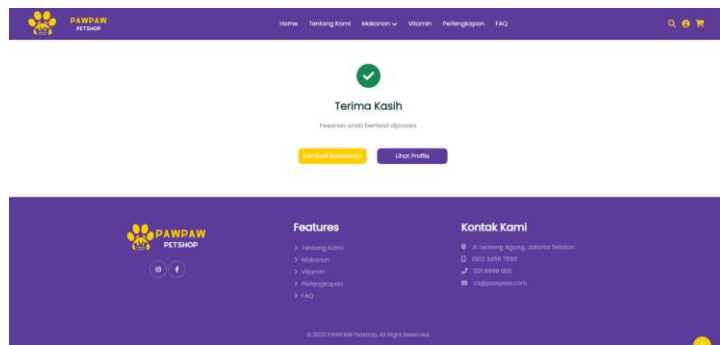 PAWPAW
PETSHOP
Home Tentang Kami Makanan Vitamin Perlengkapan FAQ
Terima Kasih
Pesanan anda berhasil diproses.
Kembali Berbelanja
Lihat Profile
PAWPAW
PETSHOP
Features
Tentang Kami
Makanan
Vitamin
Perlengkapan
FAQ
Kontak Kami
Jl. Lenteng Agung, Jakarta Selatan
0813 3456 7890
021 9999 000
cs@pawpaw.com
© 2022 PAWPAW Petshop, All Right Reserved.